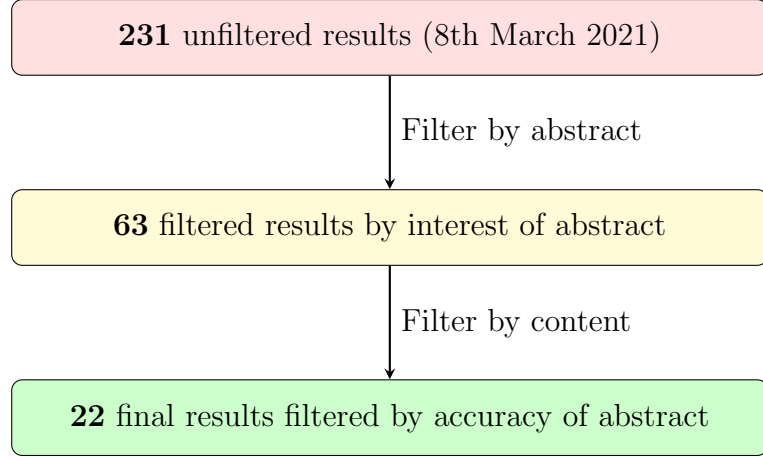 231 unfiltered results (8th March 2021)
Filter by abstract
63 filtered results by interest of abstract
Filter by content
22 final results filtered by accuracy of abstract